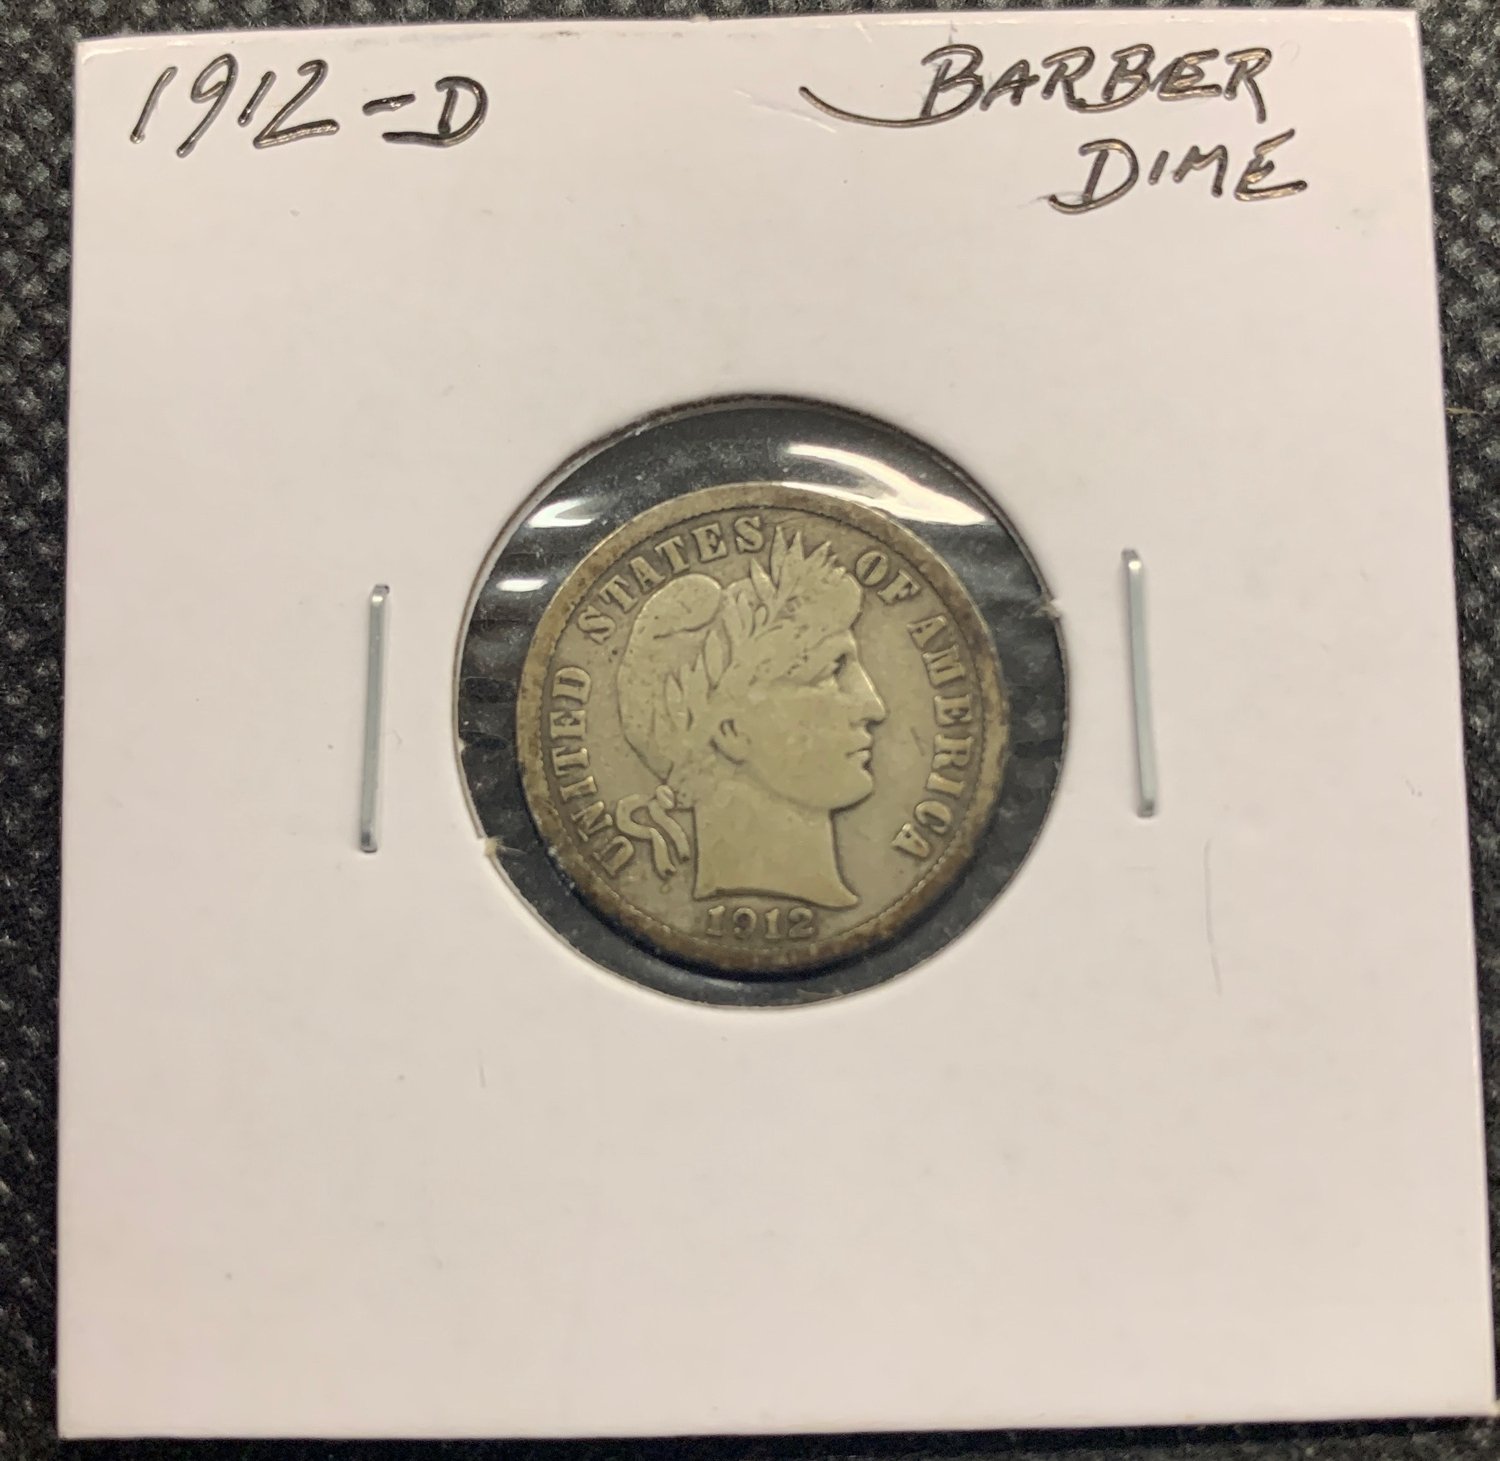 1912-D
BARBER
DIME
UNITED STATES OF AMERICA
1912